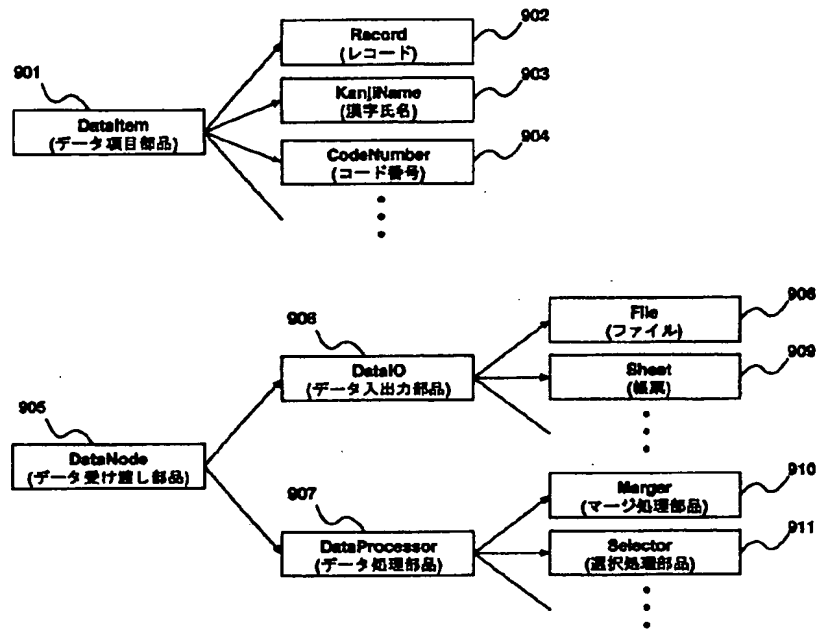 902
Record
(レコード)
901
903
KanjiName
(漢字氏名)
DataItem
(データ項目部品)
904
CodeNumber
(コード番号)
908
File
(ファイル)
906
DataIO
(データ入出力部品)
909
Sheet
(帳票)
905
DataNode
(データ受け渡し部品)
910
Merger
(マージ処理部品)
907
DataProcessor
(データ処理部品)
911
Selector
(選択処理部品)